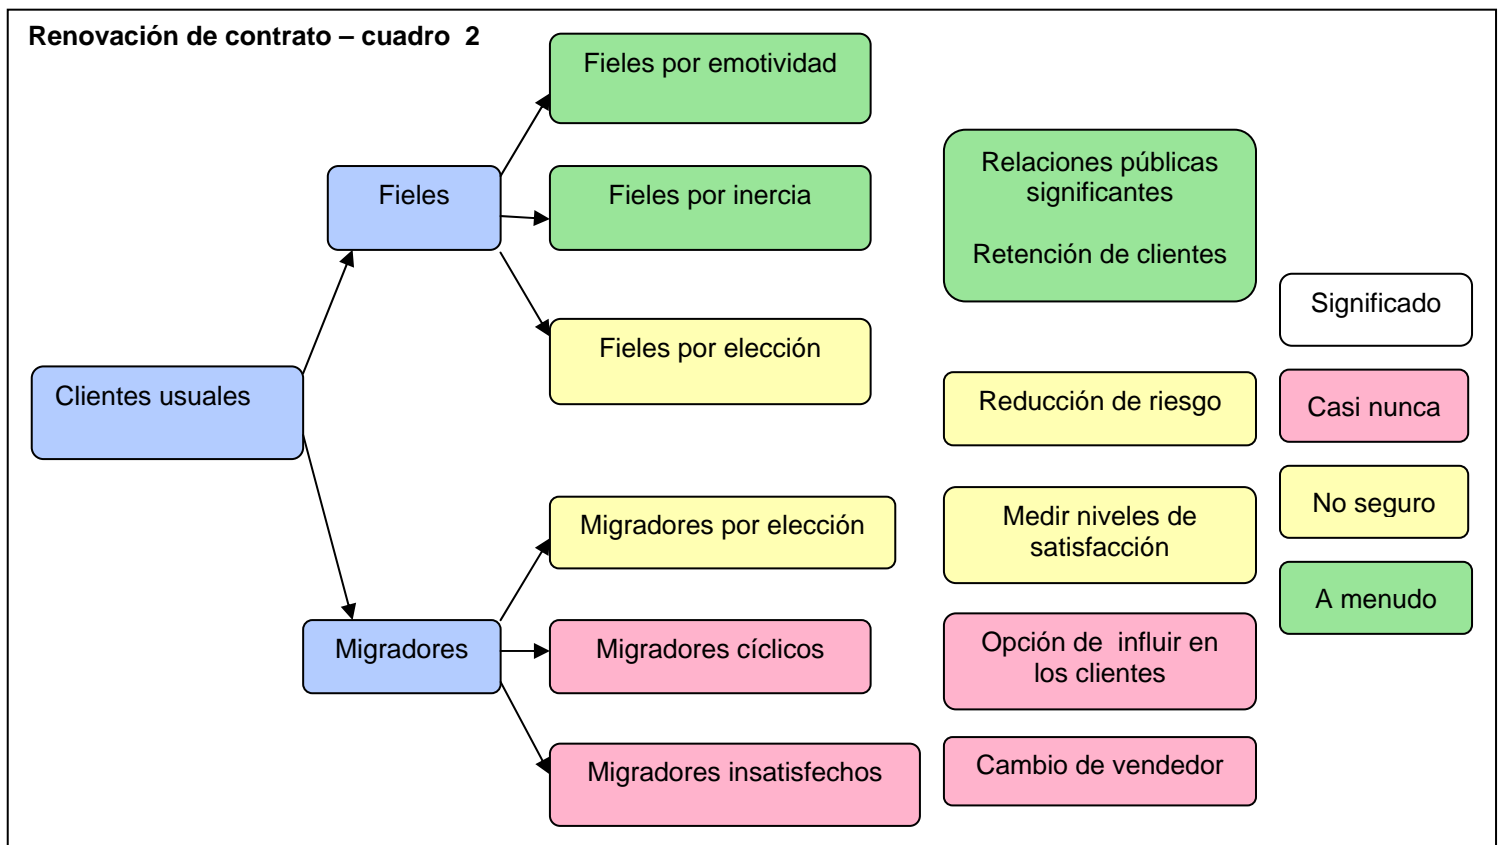 Renovación de contrato – cuadro 2
Fieles por emotividad
Relaciones públicas
significantes
Retención de clientes
Fieles
Fieles por inercia
Significado
Fieles por elección
Clientes usuales
Reducción de riesgo
Casi nunca
Migradores por elección
Medir niveles de
satisfacción
No seguro
A menudo
Migradores
Migradores cíclicos
Opción de influir en
los clientes
Migradores insatisfechos
Cambio de vendedor